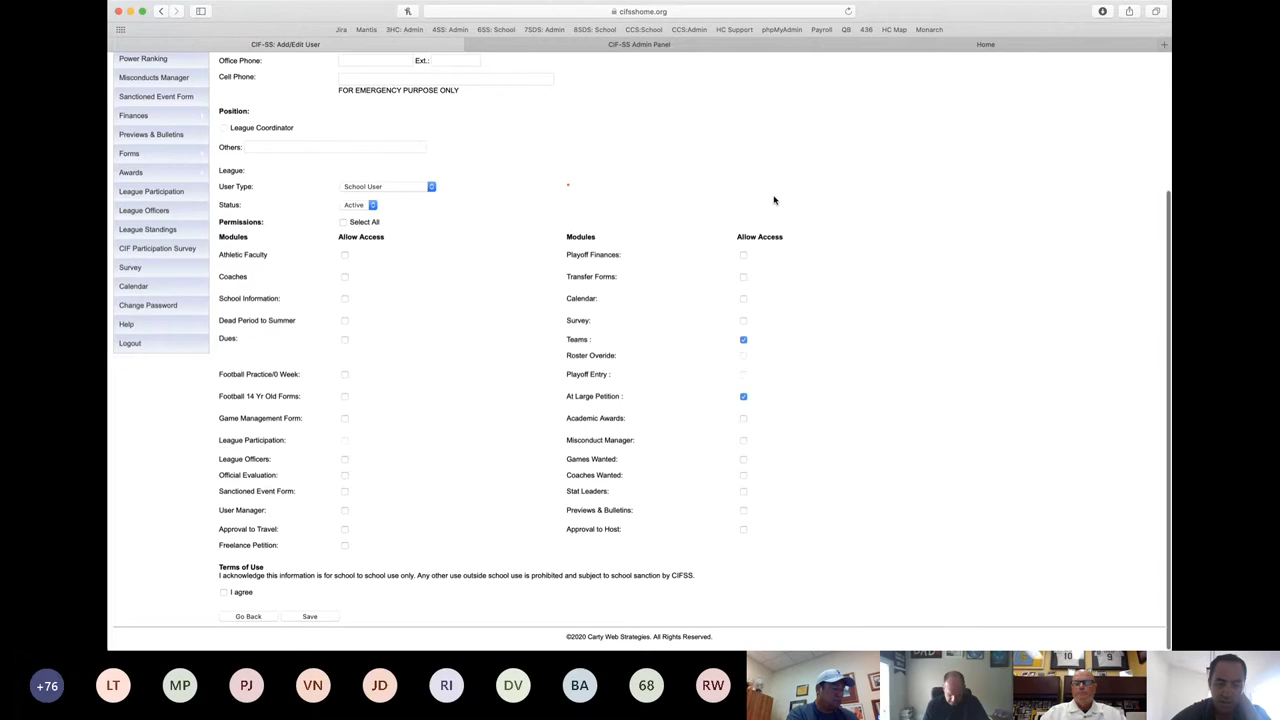 cifsshome.org
Jira Mantis 3HC: Admin 4SS: Admin 6SS: School 7SDS: Admin 8SDS: School CCS:School CCS:Admin HC Support phpMyAdmin Payroll QB 436 HC Map Monarch
CIF-SS: Add/Edit User CIF-SS Admin Panel Home
Power Ranking
Misconducts Manager
Sanctioned Event Form
Finances
Previews & Bulletins
Forms
Awards
League Participation
League Officers
League Standings
CIF Participation Survey
Survey
Calendar
Change Password
Help
Logout
Office Phone: Ext.:
Cell Phone:
FOR EMERGENCY PURPOSE ONLY
Position:
League Coordinator
Others:
League:
User Type: School User *
Status: Active
Permissions: Select All
Modules Allow Access Modules Allow Access
Athletic Faculty Playoff Finances:
Coaches Transfer Forms:
School Information: Calendar:
Dead Period to Summer Survey:
Dues: Teams :
Roster Overide:
Football Practice/0 Week: Playoff Entry :
Football 14 Yr Old Forms: At Large Petition :
Game Management Form: Academic Awards:
League Participation: Misconduct Manager:
League Officers: Games Wanted:
Official Evaluation: Coaches Wanted:
Sanctioned Event Form: Stat Leaders:
User Manager: Previews & Bulletins:
Approval to Travel: Approval to Host:
Freelance Petition:
Terms of Use
I acknowledge this information is for school to school use only. Any other use outside school use is prohibited and subject to school sanction by CIFSS.
I agree
Go Back Save
©2020 Carty Web Strategies. All Rights Reserved.
+76 LT MP PJ VN JD RI DV BA 68 RW
10 9